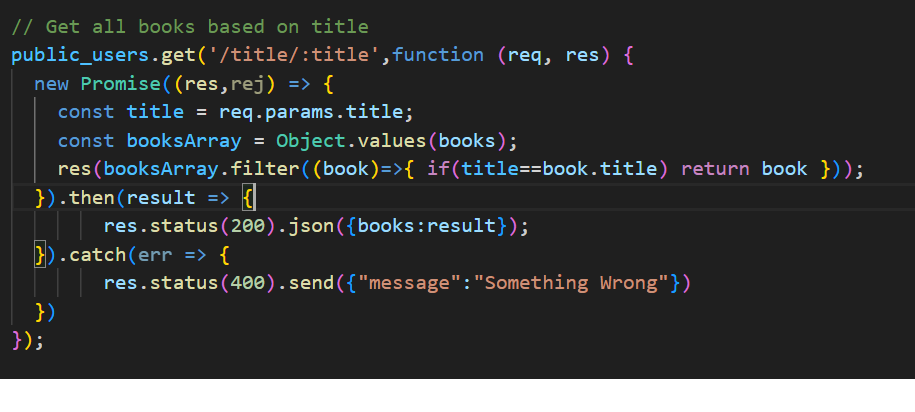 // Get all books based on title
public_users.get('/title/:title',function (req, res) {
  new Promise((res,rej) => {
    const title = req.params.title;
    const booksArray = Object.values(books);
    res(booksArray.filter((book)=>{ if(title==book.title) return book }));
  }).then(result => {
        res.status(200).json({books:result});
  }).catch(err => {
        res.status(400).send({"message":"Something Wrong"})
  })
});